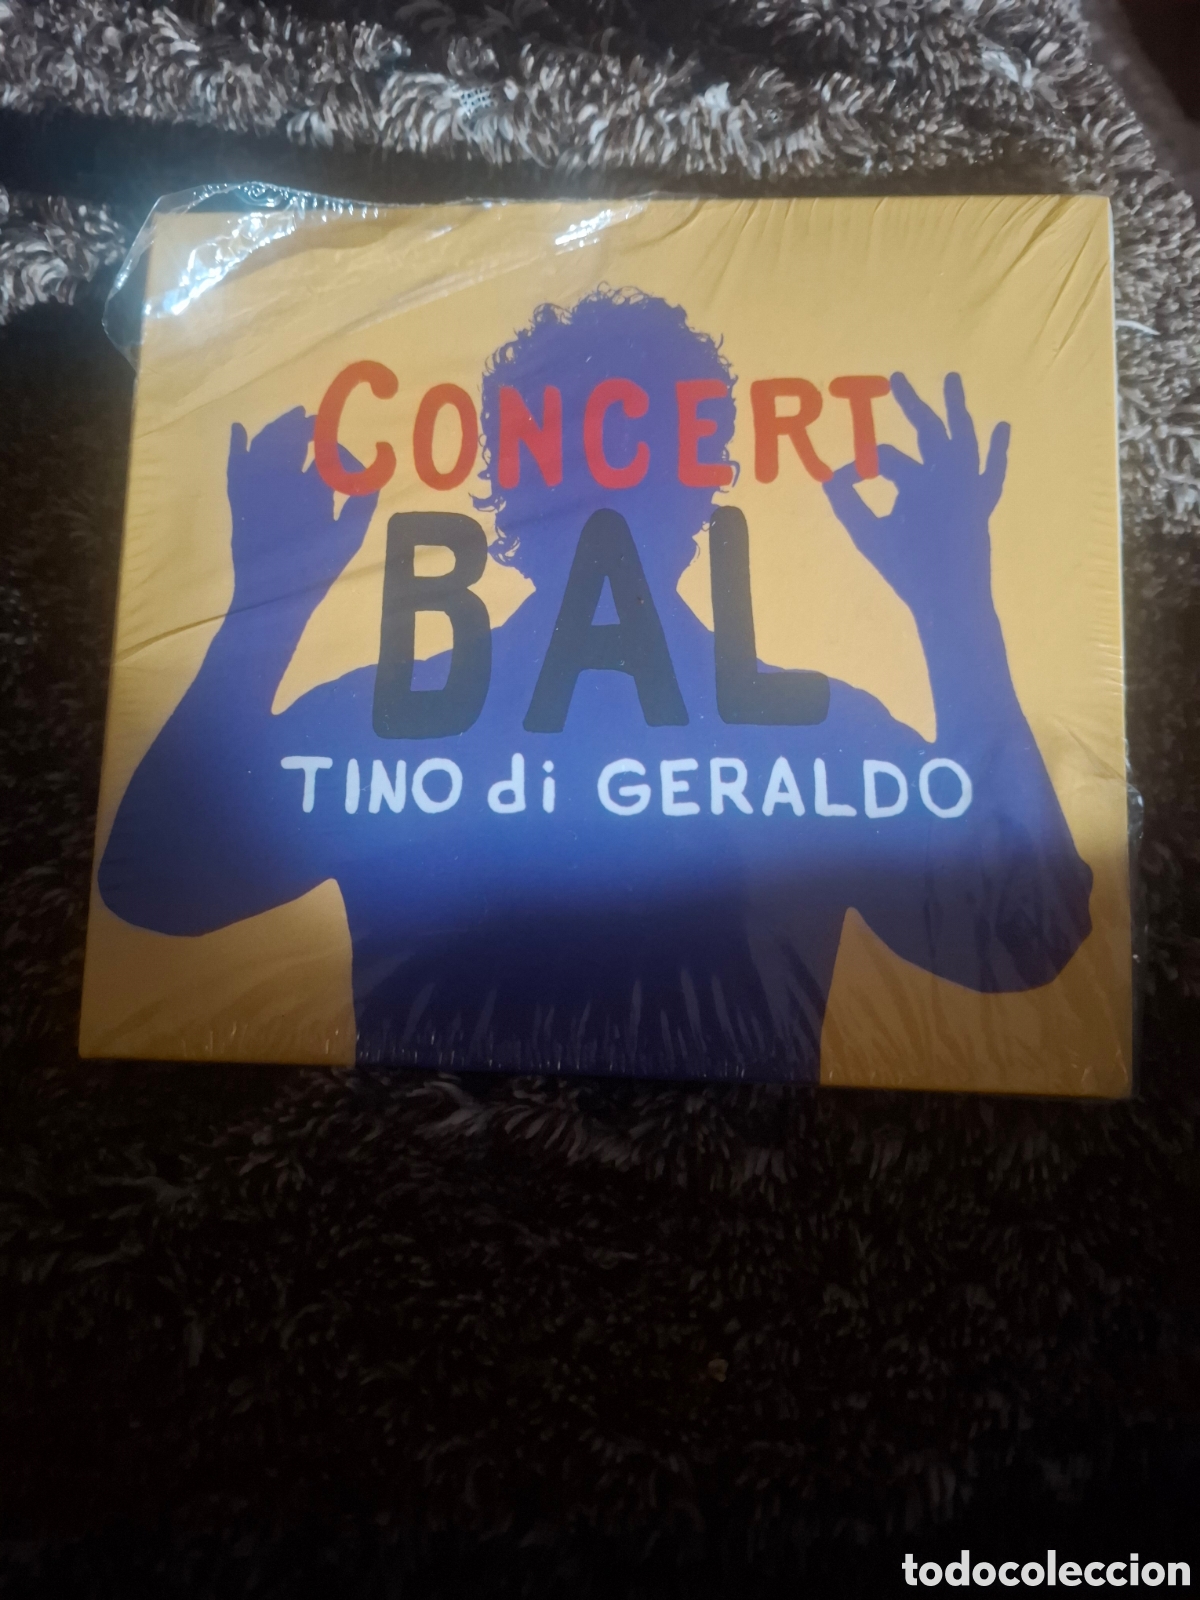 CONCERT
BAL
TINO di GERALDO
todocoleccion